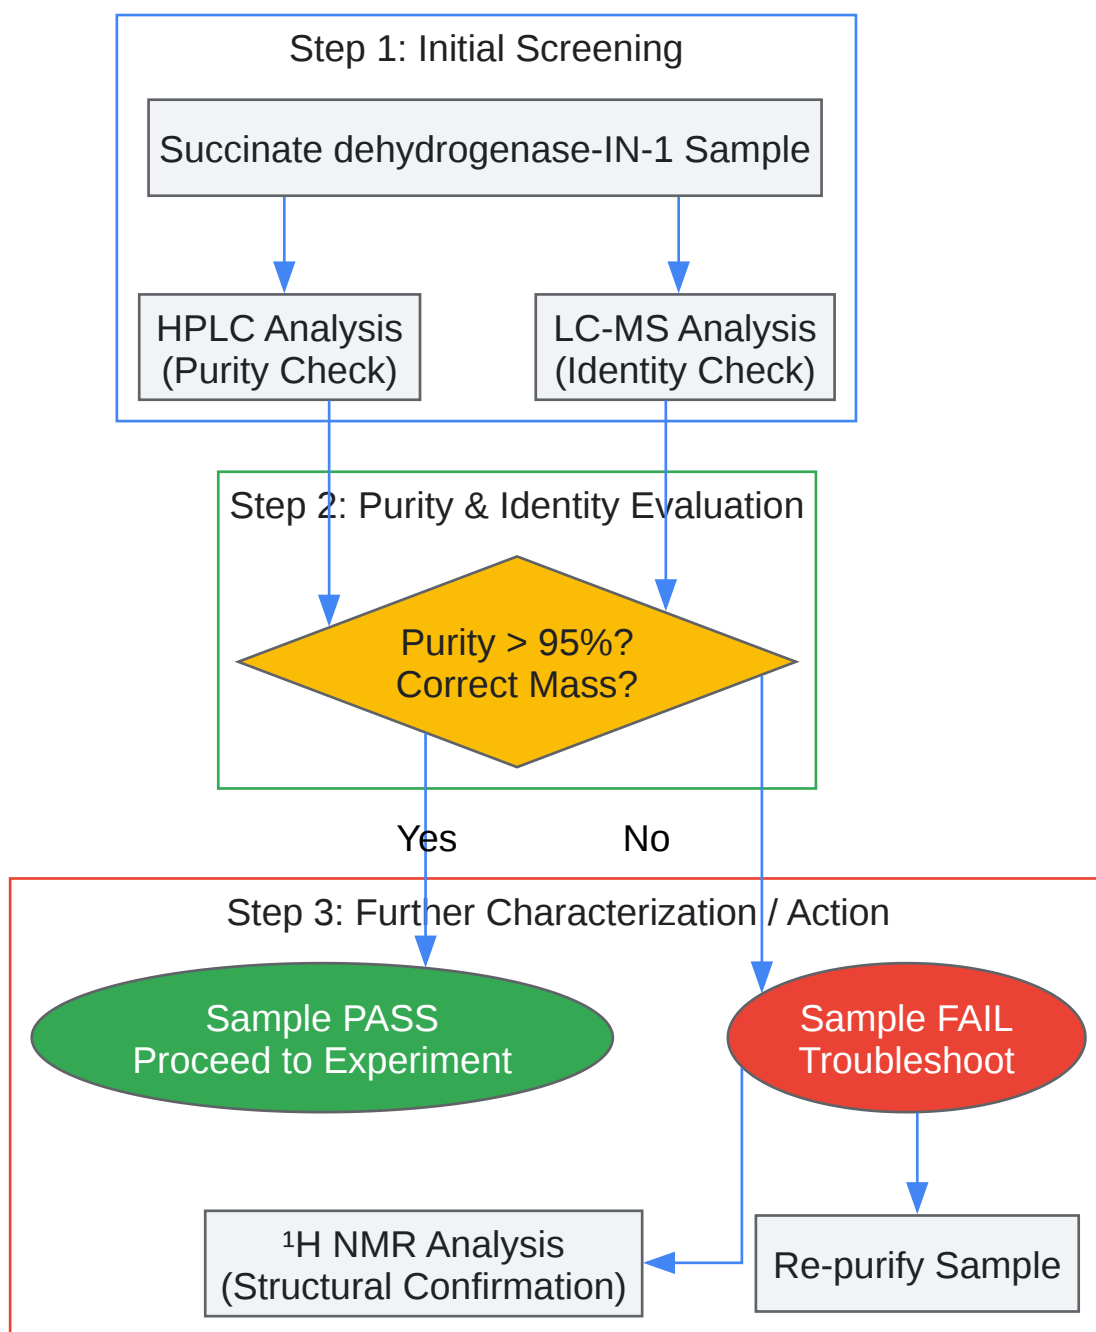 Step 1: Initial Screening
Succinate dehydrogenase-IN-1 Sample
HPLC Analysis
(Purity Check)
LC-MS Analysis
(Identity Check)
Step 2: Purity & Identity Evaluation
Purity > 95%?
Correct Mass?
Yes
No
Step 3: Further Characterization / Action
Sample PASS
Proceed to Experiment
Sample FAIL
Troubleshoot
¹H NMR Analysis
(Structural Confirmation)
Re-purify Sample